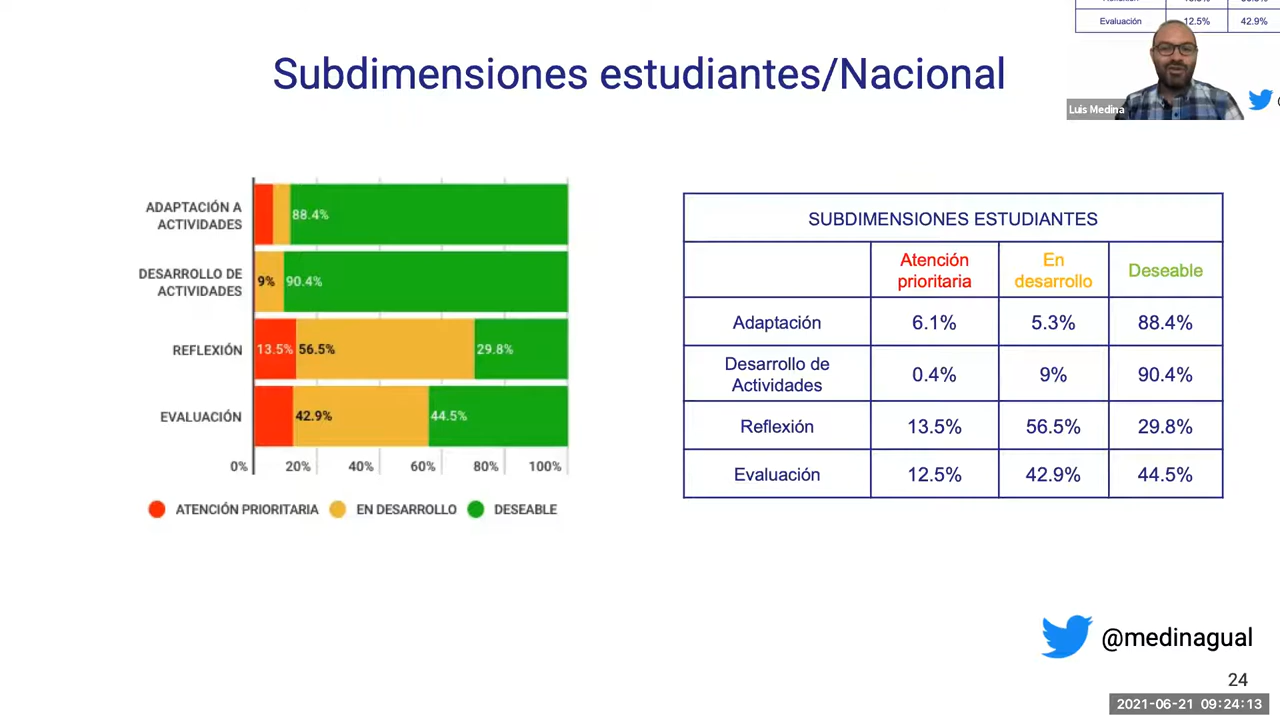 Evaluación 12.5% 42.9%
Subdimensiones estudiantes/Nacional
Luis Medina
ADAPTACIÓN A
ACTIVIDADES
88.4%
DESARROLLO DE
ACTIVIDADES
9% 90.4%
REFLEXIÓN
13.5% 56.5% 29.8%
EVALUACIÓN
42.9% 44.5%
0% 20% 40% 60% 80% 100%
ATENCIÓN PRIORITARIA EN DESARROLLO DESEABLE
SUBDIMENSIONES ESTUDIANTES
Atención
prioritaria
En
desarrollo
Deseable
Adaptación 6.1% 5.3% 88.4%
Desarrollo de
Actividades
0.4% 9% 90.4%
Reflexión 13.5% 56.5% 29.8%
Evaluación 12.5% 42.9% 44.5%
@medinagual
24
2021-06-21 09:24:13